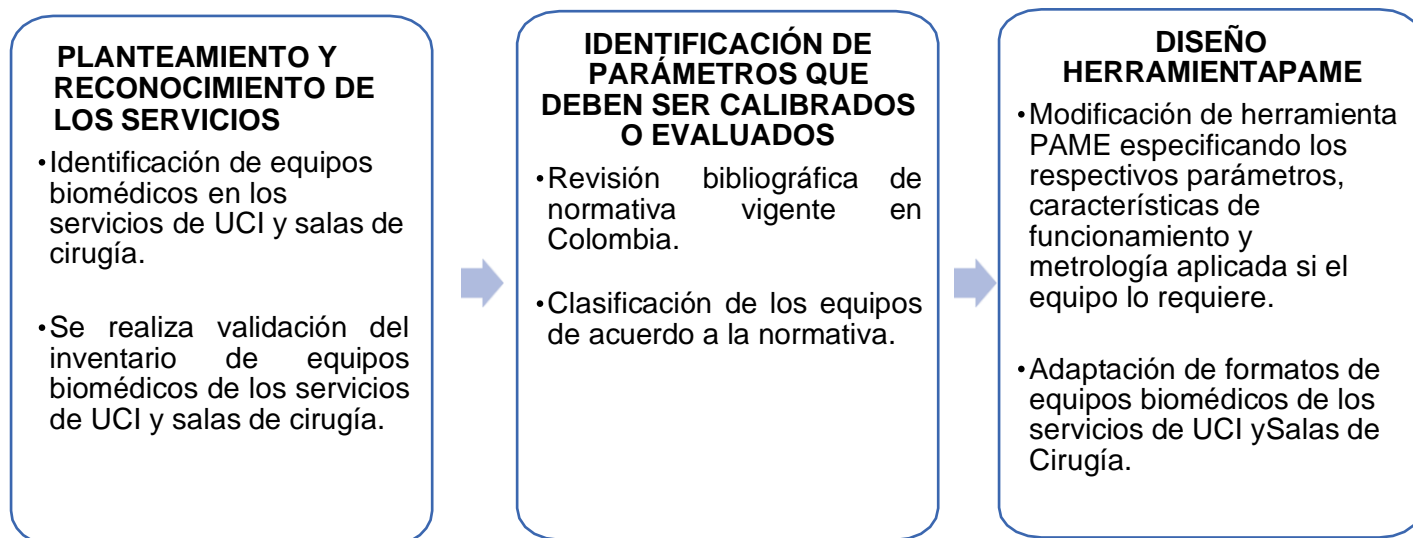 PLANTEAMIENTO Y
RECONOCIMIENTO DE
LOS SERVICIOS
•Identificación de equipos
biomédicos en los
servicios de UCI y salas de
cirugía.
•Se realiza validación del
inventario de equipos
biomédicos de los servicios
de UCI y salas de cirugía.
IDENTIFICACIÓN DE
PARÁMETROS QUE
DEBEN SER CALIBRADOS
O EVALUADOS
•Revisión bibliográfica de
normativa vigente en
Colombia.
•Clasificación de los equipos
de acuerdo a la normativa.
DISEÑO
HERRAMIENTAPAME
•Modificación de herramienta
PAME especificando los
respectivos parámetros,
características de
funcionamiento y
metrología aplicada si el
equipo lo requiere.
•Adaptación de formatos de
equipos biomédicos de los
servicios de UCI ySalas de
Cirugía.